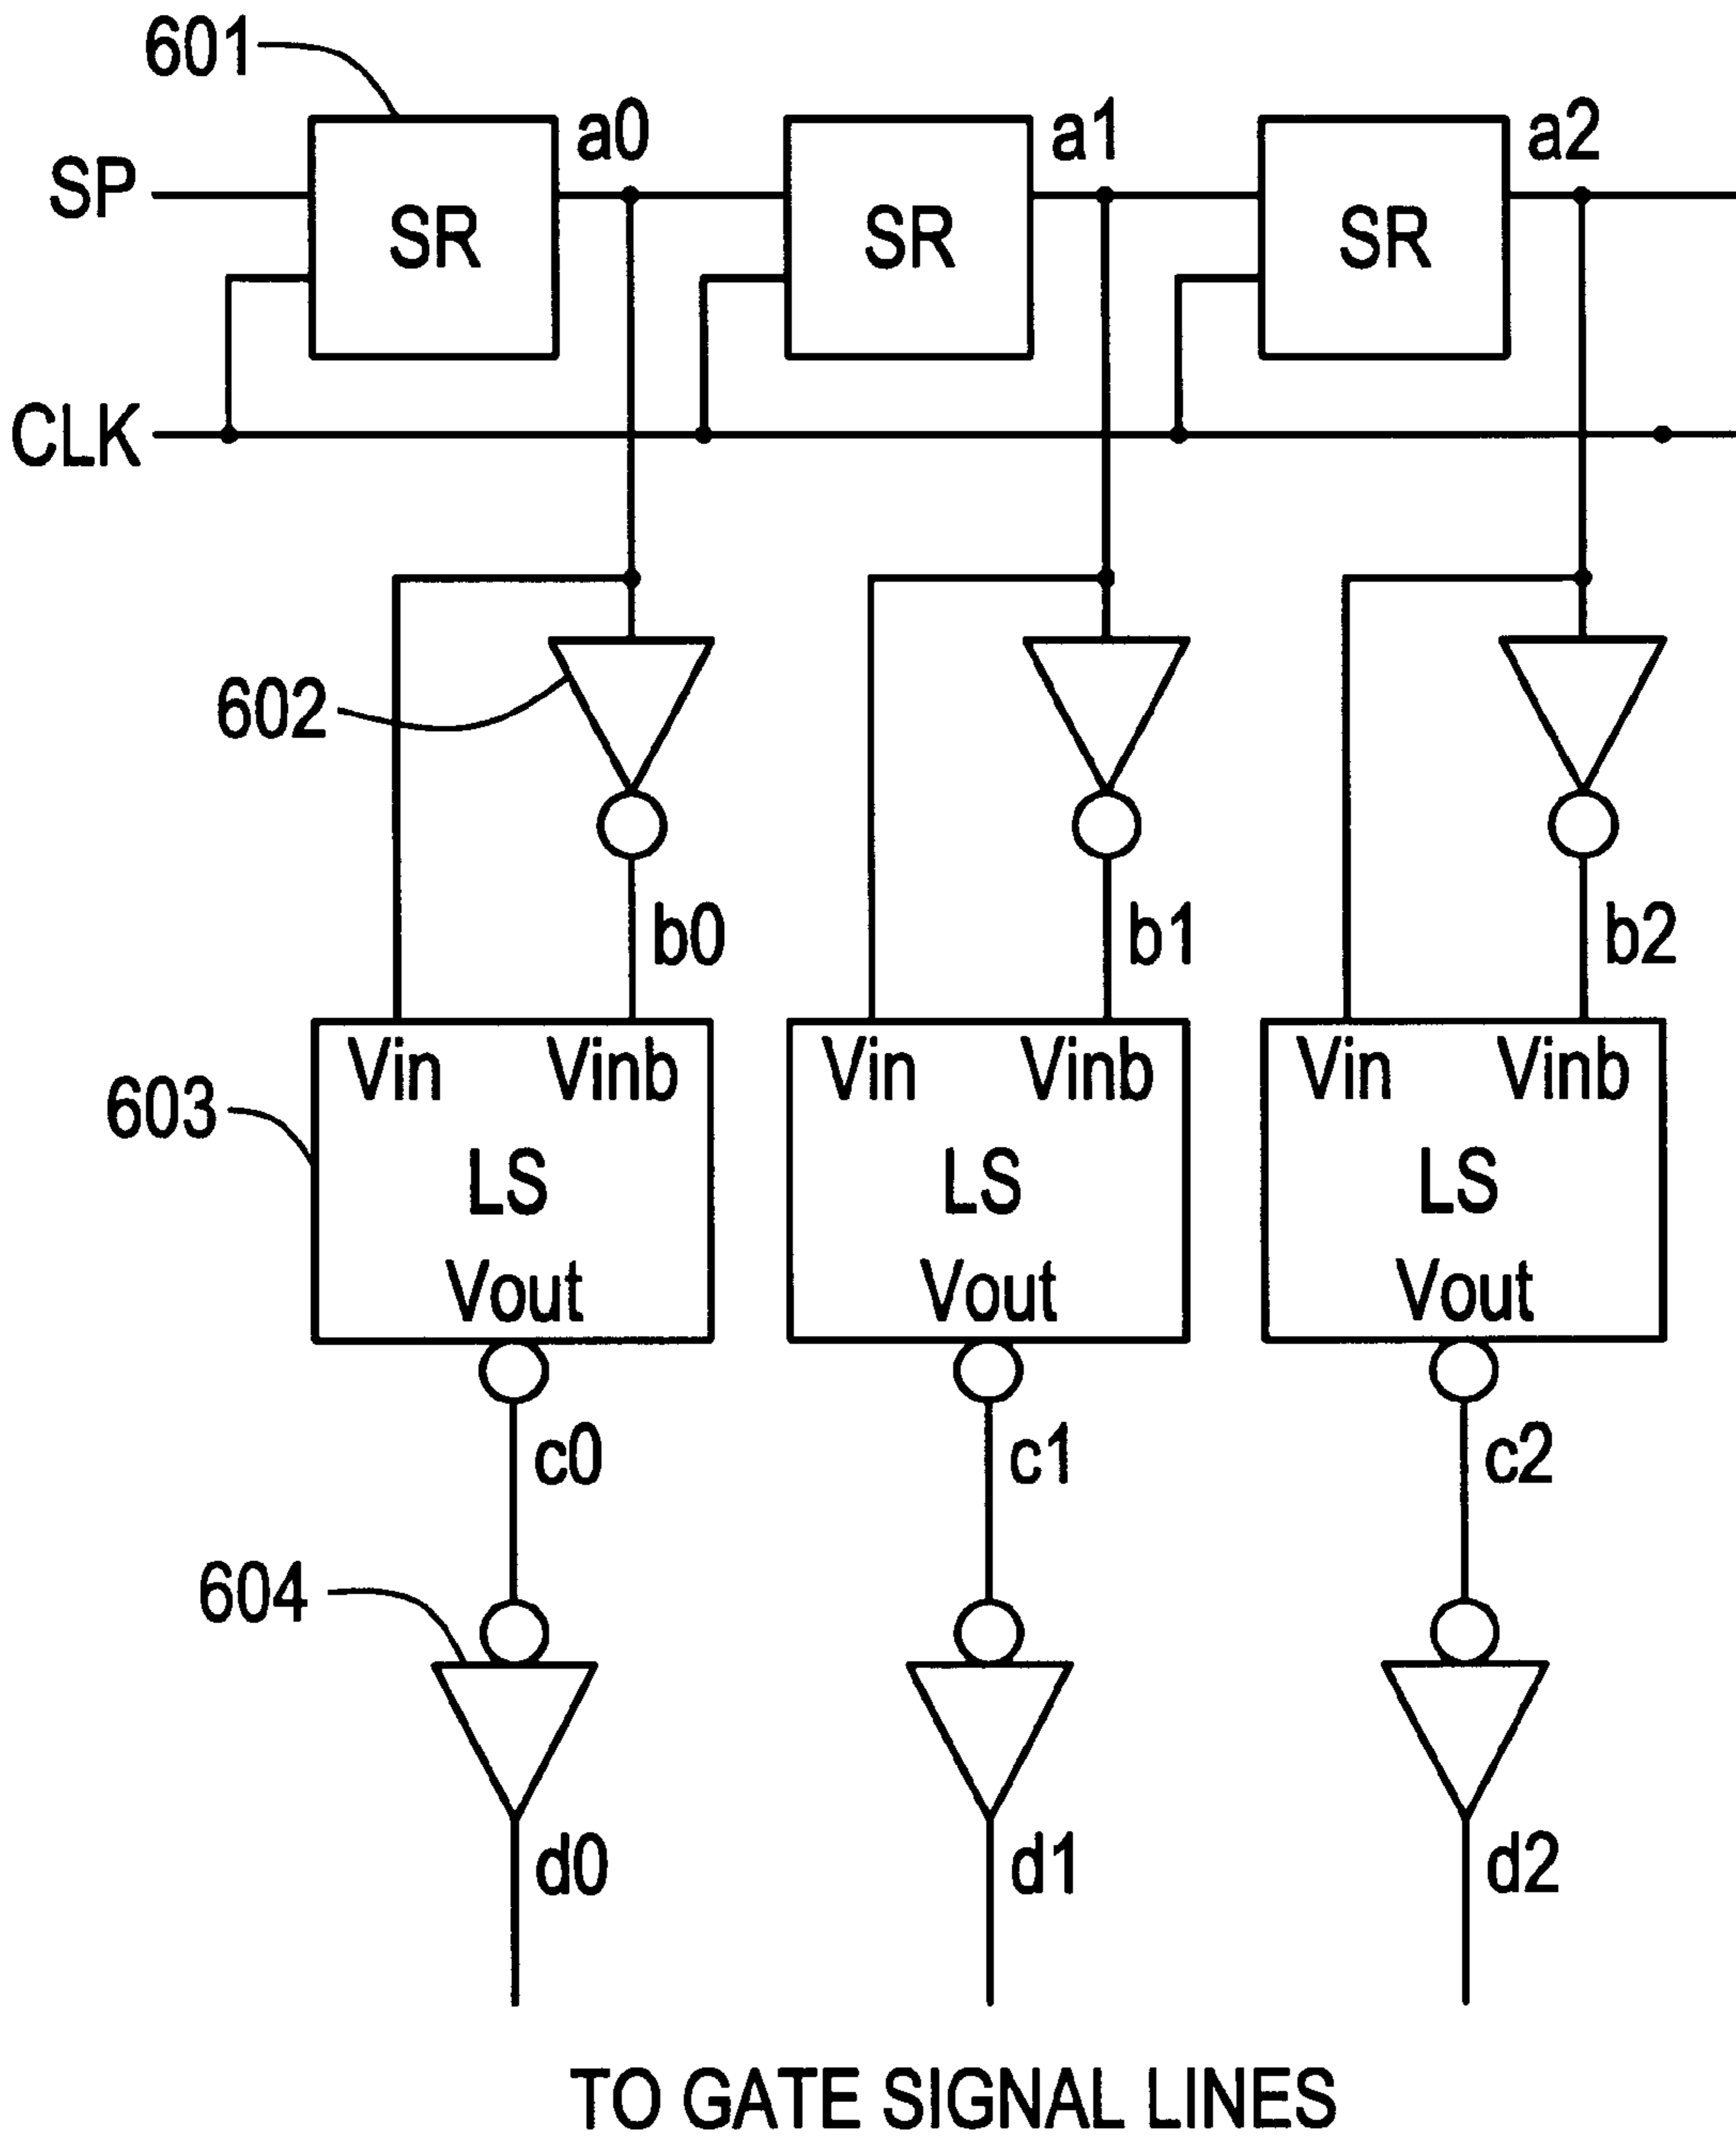 601
a0 a1 a2
SP
SR SR SR
CLK
602
b0 b1 b2
Vin Vinb Vin Vinb Vin Vinb
603
LS LS LS
Vout Vout Vout
c0 c1 c2
604
d0 d1 d2
TO GATE SIGNAL LINES